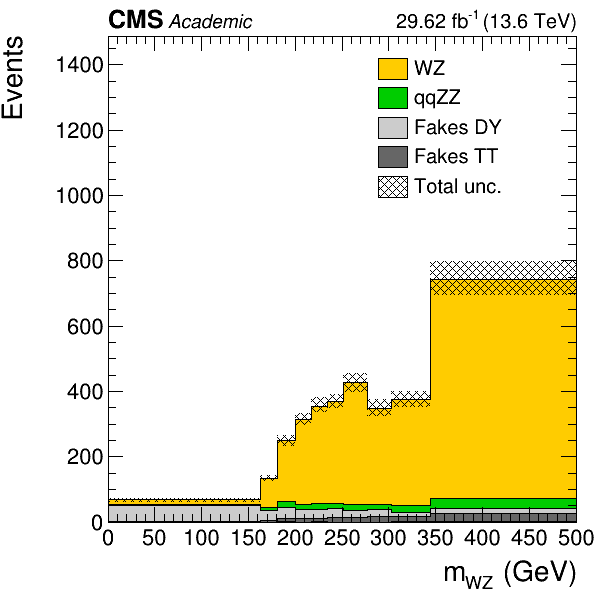 CMS Academic 29.62 fb⁻¹ (13.6 TeV)
Events
1400
1200
1000
800
600
400
200
0
WZ
qqZZ
Fakes DY
Fakes TT
Total unc.
0 50 100 150 200 250 300 350 400 450 500
m_WZ (GeV)